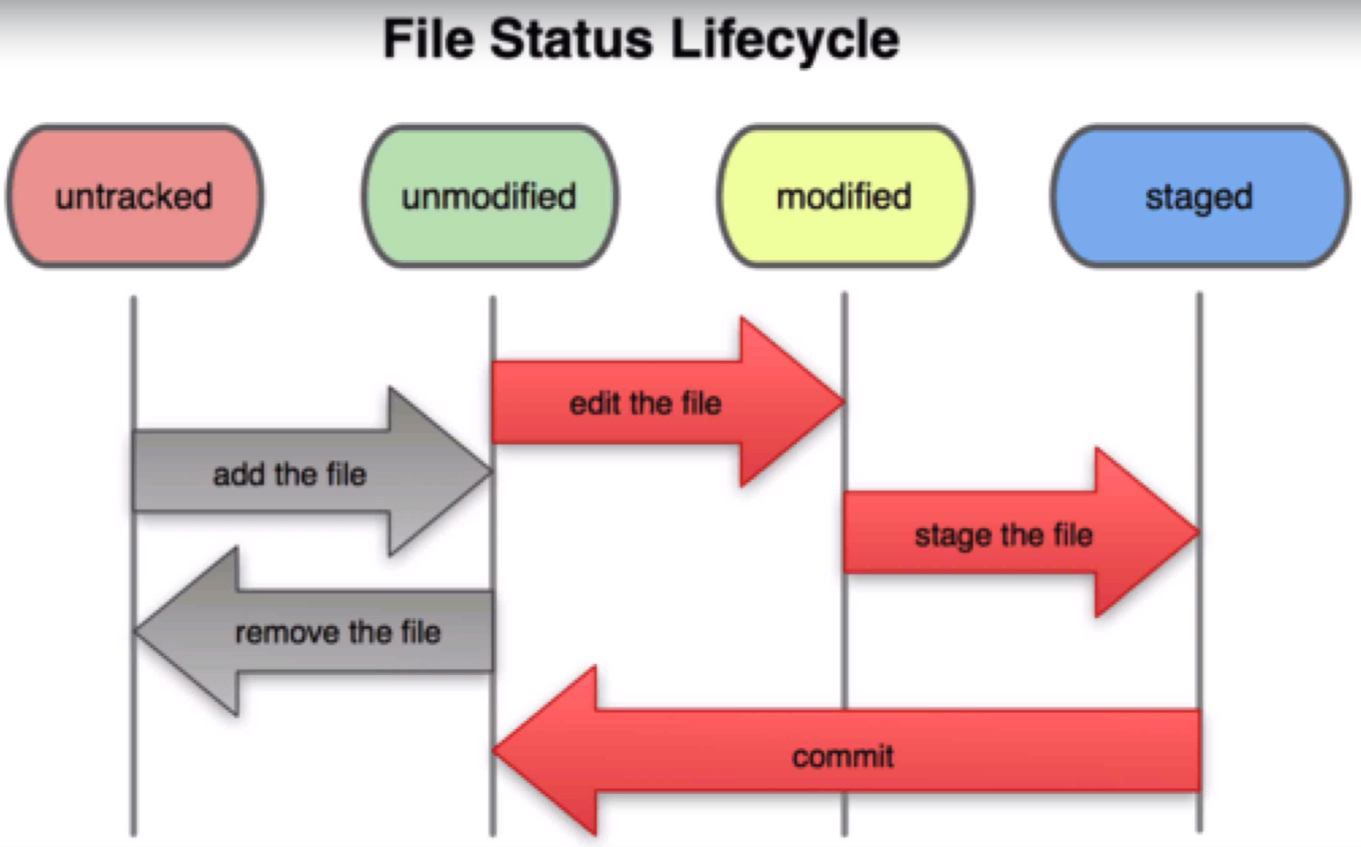 File Status Lifecycle
untracked
unmodified
modified
staged
edit the file
add the file
stage the file
remove the file
commit